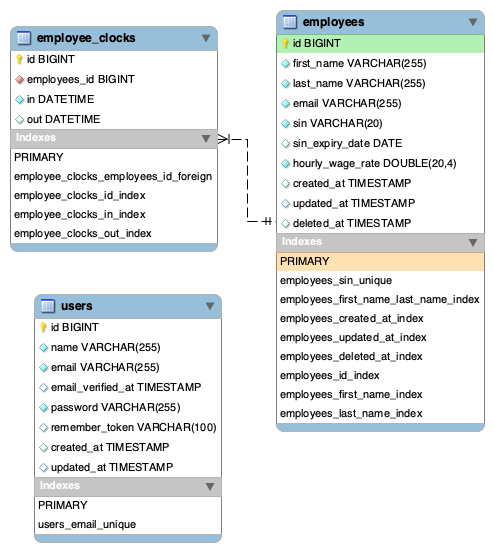 employee_clocks
id BIGINT
employees_id BIGINT
in DATETIME
out DATETIME
Indexes
PRIMARY
employee_clocks_employees_id_foreign
employee_clocks_id_index
employee_clocks_in_index
employee_clocks_out_index
employees
id BIGINT
first_name VARCHAR(255)
last_name VARCHAR(255)
email VARCHAR(255)
sin VARCHAR(20)
sin_expiry_date DATE
hourly_wage_rate DOUBLE(20,4)
created_at TIMESTAMP
updated_at TIMESTAMP
deleted_at TIMESTAMP
Indexes
PRIMARY
employees_sin_unique
employees_first_name_last_name_index
employees_created_at_index
employees_updated_at_index
employees_deleted_at_index
employees_id_index
employees_first_name_index
employees_last_name_index
users
id BIGINT
name VARCHAR(255)
email VARCHAR(255)
email_verified_at TIMESTAMP
password VARCHAR(255)
remember_token VARCHAR(100)
created_at TIMESTAMP
updated_at TIMESTAMP
Indexes
PRIMARY
users_email_unique